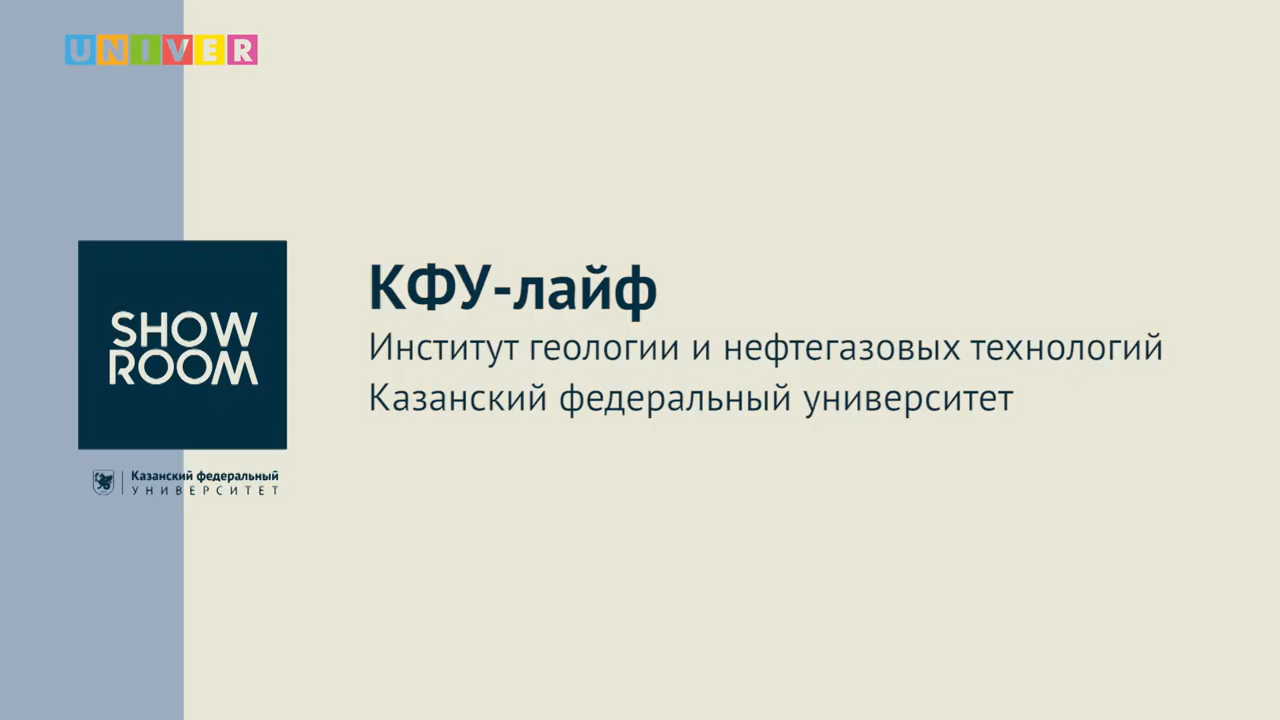 UNIVER
SHOW
ROOM
Казанский федеральный
УНИВЕРСИТЕТ
КФУ-лайф
Институт геологии и нефтегазовых технологий
Казанский федеральный университет